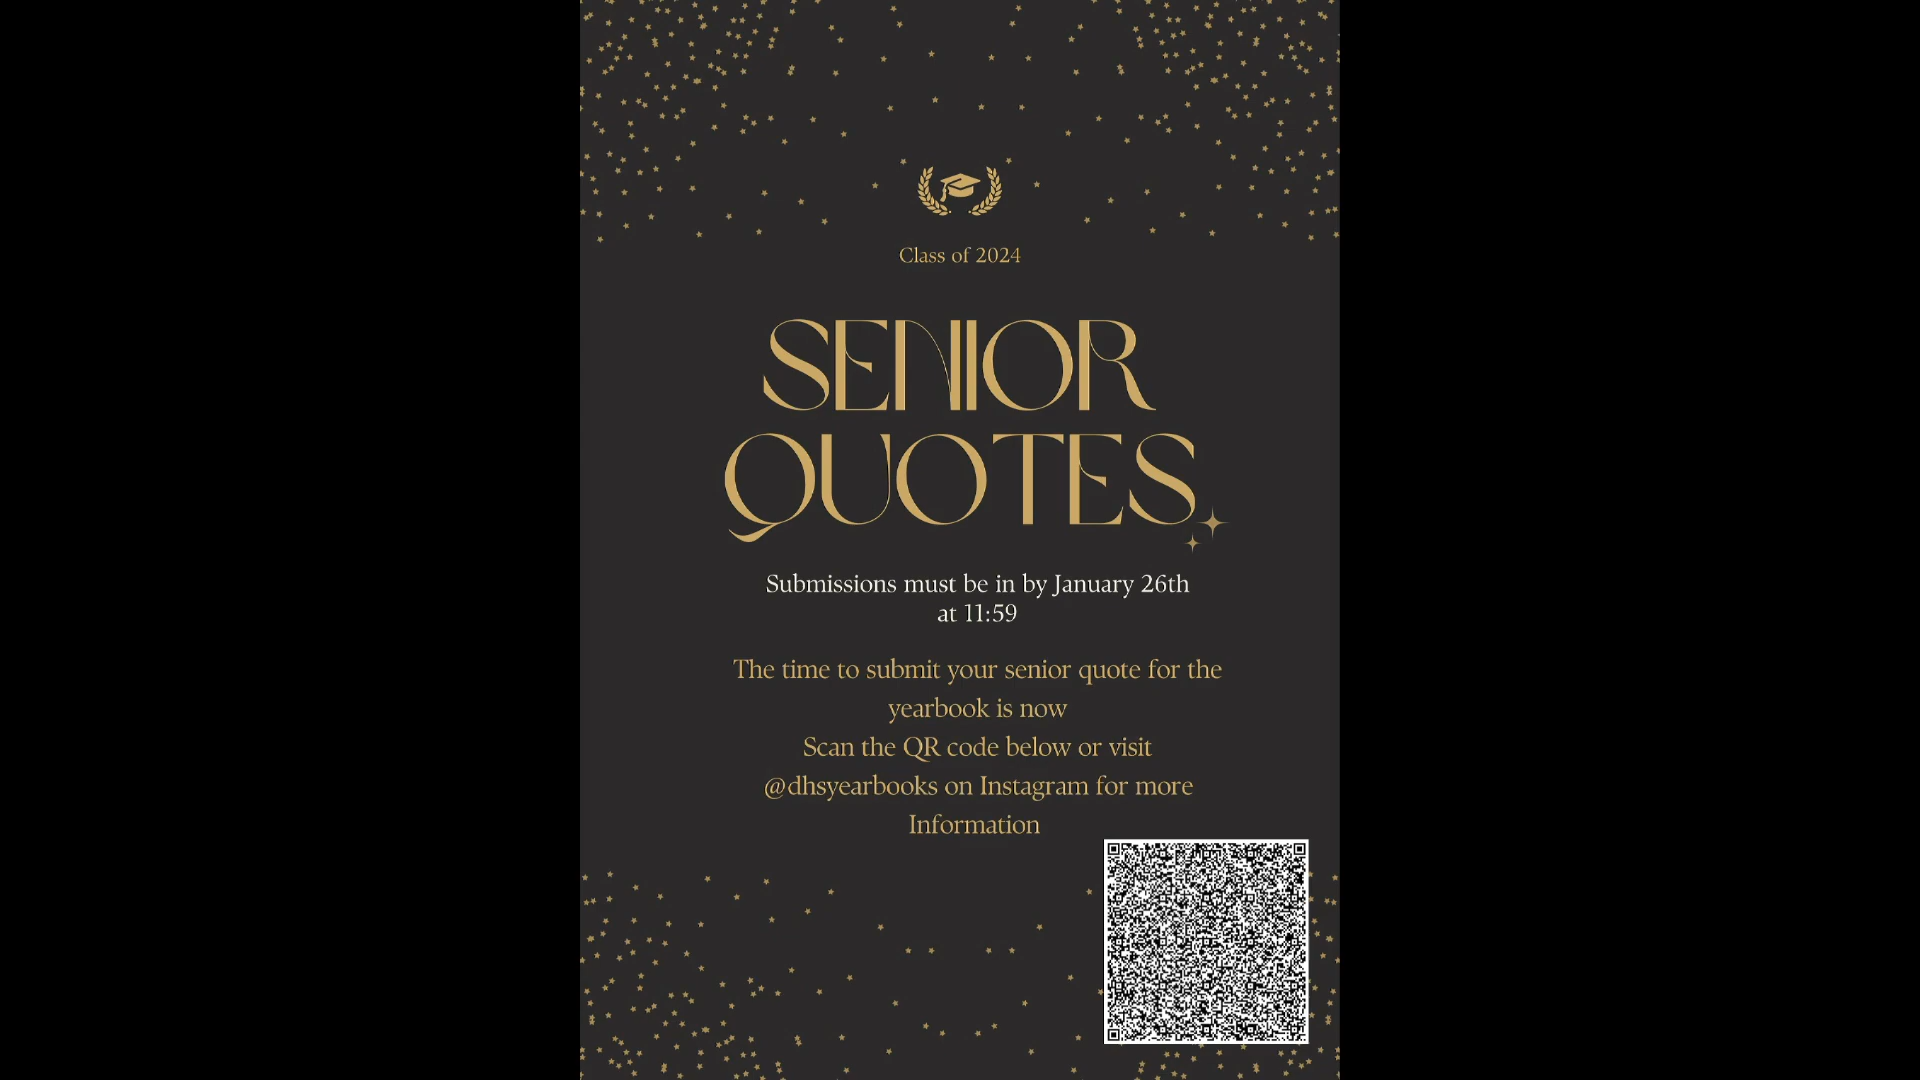 Class of 2024
SENIOR
QUOTES
Submissions must be in by January 26th
at 11:59
The time to submit your senior quote for the
yearbook is now
Scan the QR code below or visit
@dhsyearbooks on Instagram for more
Information